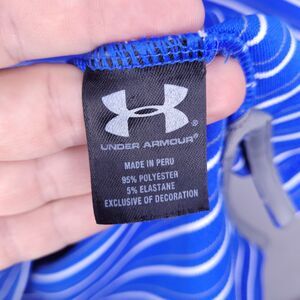 UNDER ARMOUR®
MADE IN PERU
95% POLYESTER
5% ELASTANE
EXCLUSIVE OF DECORATION